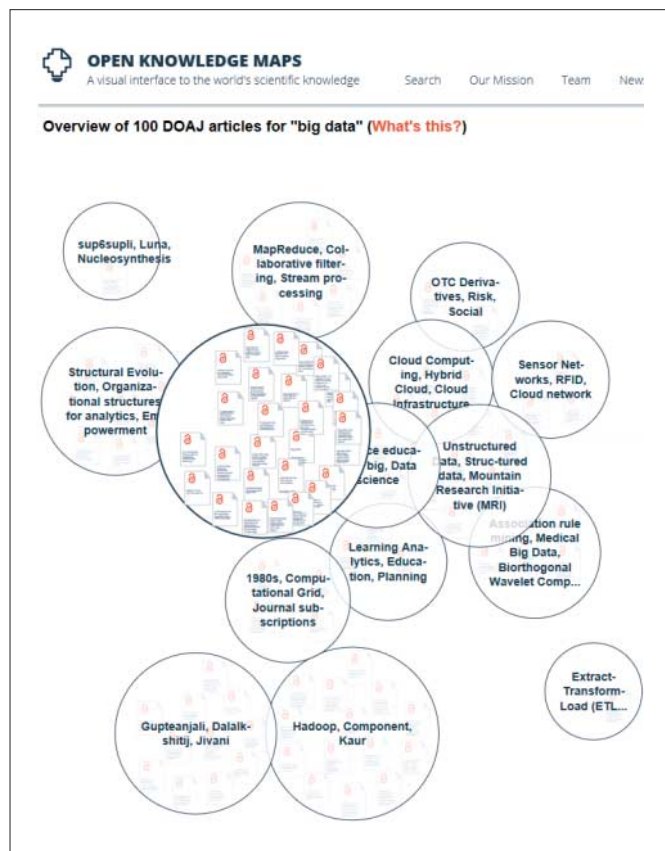 OPEN KNOWLEDGE MAPS
A visual interface to the world's scientific knowledge
Search Our Mission Team New
Overview of 100 DOAJ articles for "big data" (What's this?)
sup6supli, Luna,
Nucleosynthesis
MapReduce, Col-
laborative filter-
ing, Stream pro-
cessing
OTC Deriva-
tives, Risk,
Social
Structural Evolu-
tion, Organiza-
tional structures
for analytics, Em
powerment
Cloud Comput-
ing, Hybrid
Cloud, Cloud
Infrastructure
Sensor Net-
works, RFID,
Cloud network
ce educa-
big, Data
science
Unstructured
Data, Struc-tured
data, Mountain
Research Initia-
tive (MRI)
Association rule
mining, Medical
Big Data,
Biorthogonal
Wavelet Comp...
Learning Ana-
lytics, Educa-
tion, Planning
1980s, Compu-
tational Grid,
Journal sub-
scriptions
Extract-
Transform-
Load (ETL...
Gupteanjali, Dalalk-
shitij, Jivani
Hadoop, Component,
Kaur